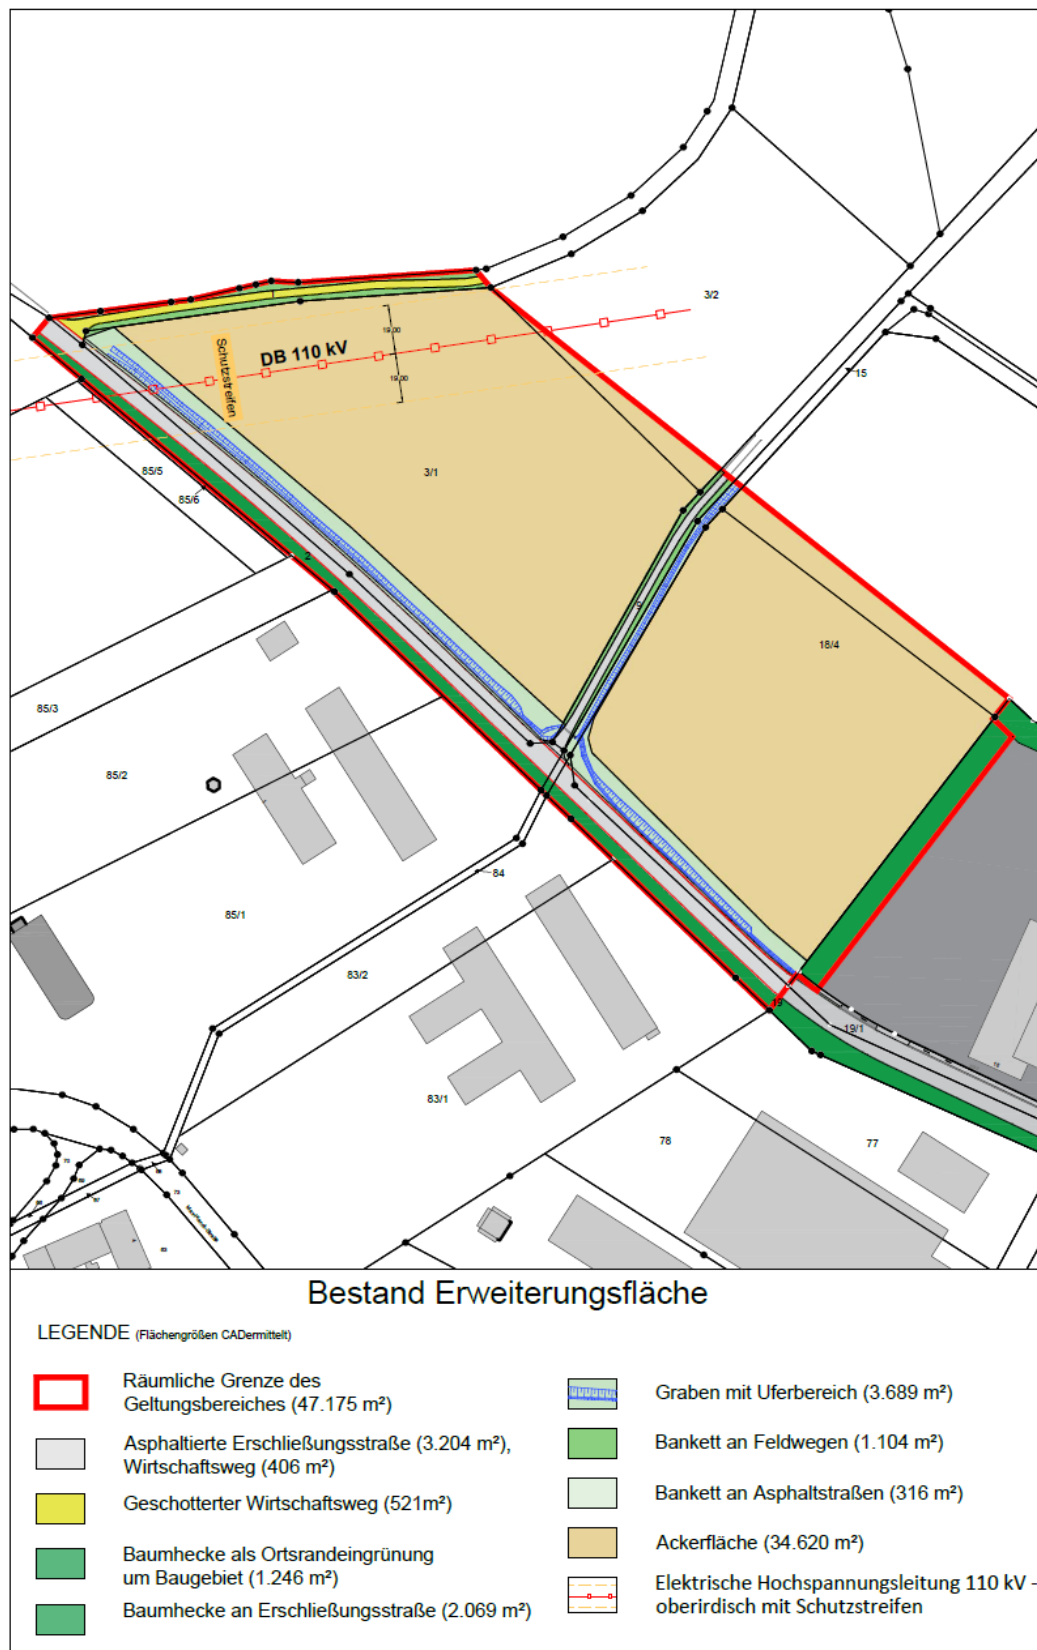 3/2
15
19.00
Schutzstreifen
DB 110 kV
19.00
3/1
85/5
85/6
2
9
18/4
85/3
85/2
84
85/1
83/2
19
19/1
83/1
78
77
Bestand Erweiterungsfläche
LEGENDE (Flächengrößen CADermittelt)
Räumliche Grenze des
Geltungsbereiches (47.175 m²)
Asphaltierte Erschließungsstraße (3.204 m²),
Wirtschaftsweg (406 m²)
Geschotterter Wirtschaftsweg (521m²)
Baumhecke als Ortsrandeingrünung
um Baugebiet (1.246 m²)
Baumhecke an Erschließungsstraße (2.069 m²)
Graben mit Uferbereich (3.689 m²)
Bankett an Feldwegen (1.104 m²)
Bankett an Asphaltstraßen (316 m²)
Ackerfläche (34.620 m²)
Elektrische Hochspannungsleitung 110 kV -
oberirdisch mit Schutzstreifen